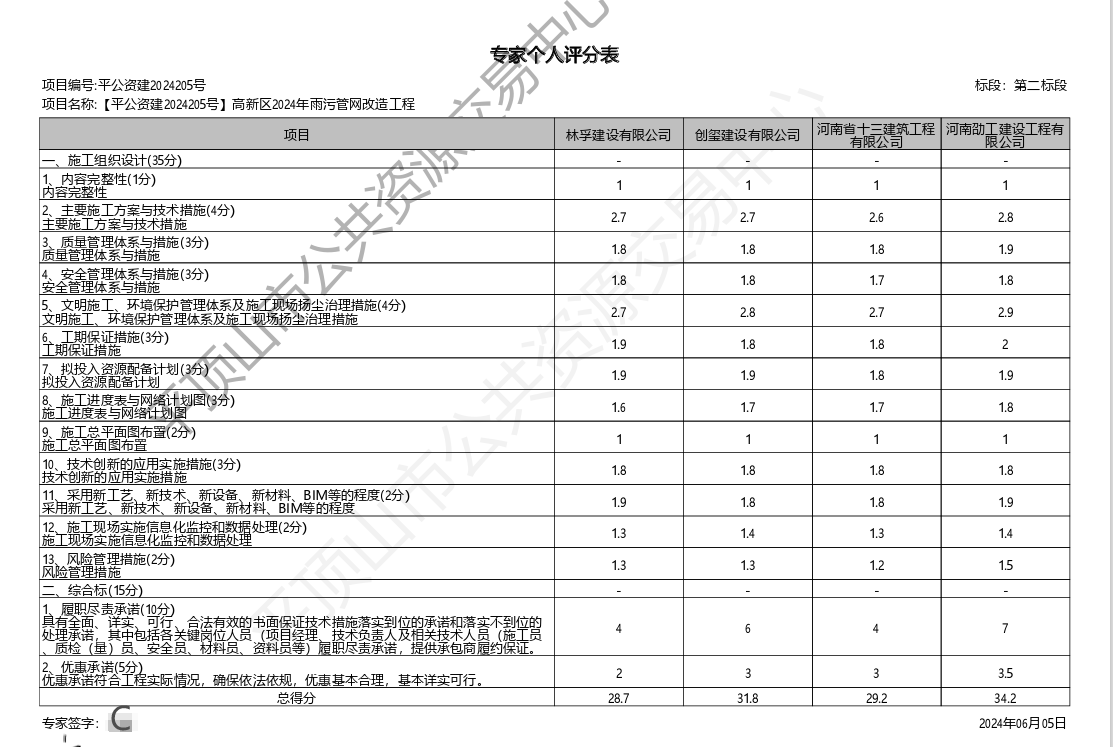 专家个人评分表
项目编号:平公资建2024205号 标段：第二标段
项目名称:【平公资建2024205号】高新区2024年雨污管网改造工程
项目 林孚建设有限公司 创玺建设有限公司 河南省十三建筑工程有限公司 河南劭工建设工程有限公司
一、施工组织设计(35分) - - - -
1、内容完整性(1分)
内容完整性 1 1 1 1
2、主要施工方案与技术措施(4分)
主要施工方案与技术措施 2.7 2.7 2.6 2.8
3、质量管理体系与措施(3分)
质量管理体系与措施 1.8 1.8 1.8 1.9
4、安全管理体系与措施(3分)
安全管理体系与措施 1.8 1.8 1.7 1.8
5、文明施工、环境保护管理体系及施工现场扬尘治理措施(4分)
文明施工、环境保护管理体系及施工现场扬尘治理措施 2.7 2.8 2.7 2.9
6、工期保证措施(3分)
工期保证措施 1.9 1.8 1.8 2
7、拟投入资源配备计划(3分)
拟投入资源配备计划 1.9 1.9 1.8 1.9
8、施工进度表与网络计划图(3分)
施工进度表与网络计划图 1.6 1.7 1.7 1.8
9、施工总平面图布置(2分)
施工总平面图布置 1 1 1 1
10、技术创新的应用实施措施(3分)
技术创新的应用实施措施 1.8 1.8 1.8 1.8
11、采用新工艺、新技术、新设备、新材料、BIM等的程度(2分)
采用新工艺、新技术、新设备、新材料、BIM等的程度 1.9 1.8 1.8 1.9
12、施工现场实施信息化监控和数据处理(2分)
施工现场实施信息化监控和数据处理 1.3 1.4 1.3 1.4
13、风险管理措施(2分)
风险管理措施 1.3 1.3 1.2 1.5
二、综合标(15分) - - - -
1、履职尽责承诺(10分)
具有全面、详实、可行、合法有效的书面保证技术措施落实到位的承诺和落实不到位的
处理承诺，其中包括各关键岗位人员（项目经理、技术负责人及相关技术人员（施工员
、质检（量）员、安全员、材料员、资料员等）履职尽责承诺，提供承包商履约保证。 4 6 4 7
2、优惠承诺(5分)
优惠承诺符合工程实际情况，确保依法依规，优惠基本合理，基本详实可行。 2 3 3 3.5
总得分 28.7 31.8 29.2 34.2
专家签字： C 2024年06月05日
平顶山市公共资源交易中心
平顶山市公共资源交易中心